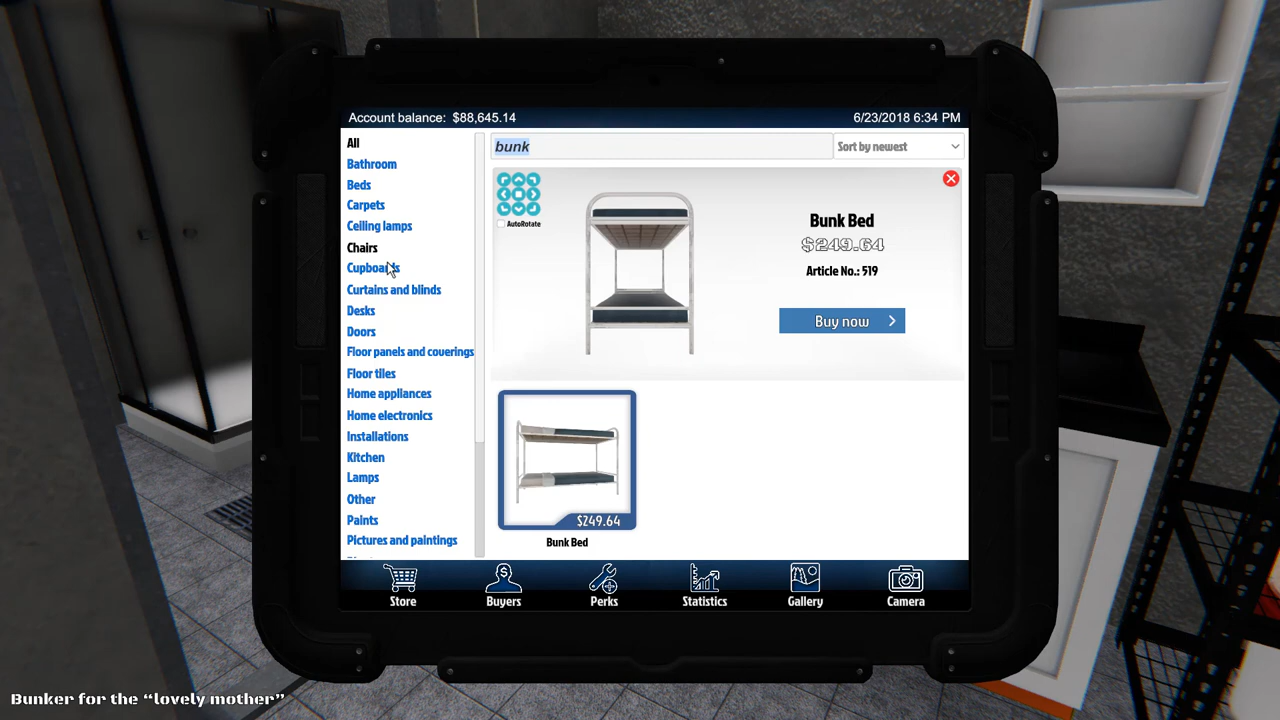 Account balance: $88,645.14
6/23/2018 6:34 PM
All
Bathroom
Beds
Carpets
Ceiling lamps
Chairs
Cupboards
Curtains and blinds
Desks
Doors
Floor panels and coverings
Floor tiles
Home appliances
Home electronics
Installations
Kitchen
Lamps
Other
Paints
Pictures and paintings
bunk
Sort by newest
AutoRotate
Bunk Bed
$249.64
Article No.: 519
Buy now
$249.64
Bunk Bed
Store
Buyers
Perks
Statistics
Gallery
Camera
Bunker for the “lovely mother”